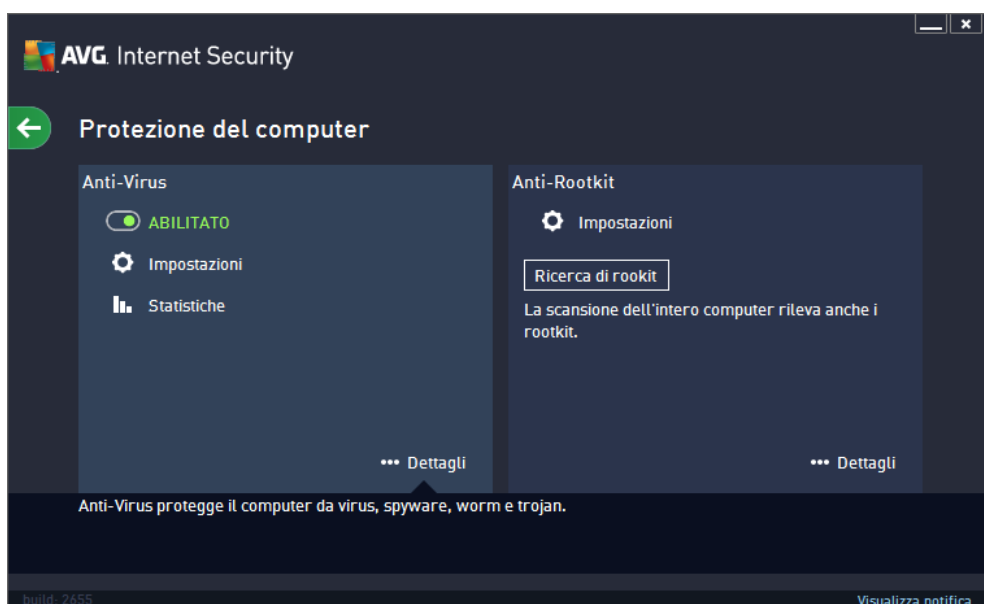 AVG. Internet Security
Protezione del computer
Anti-Virus
ABILITATO
Impostazioni
Statistiche
••• Dettagli
Anti-Rootkit
Impostazioni
Ricerca di rookit
La scansione dell'intero computer rileva anche i
rootkit.
••• Dettagli
Anti-Virus protegge il computer da virus, spyware, worm e trojan.
build: 2655
Visualizza notifica